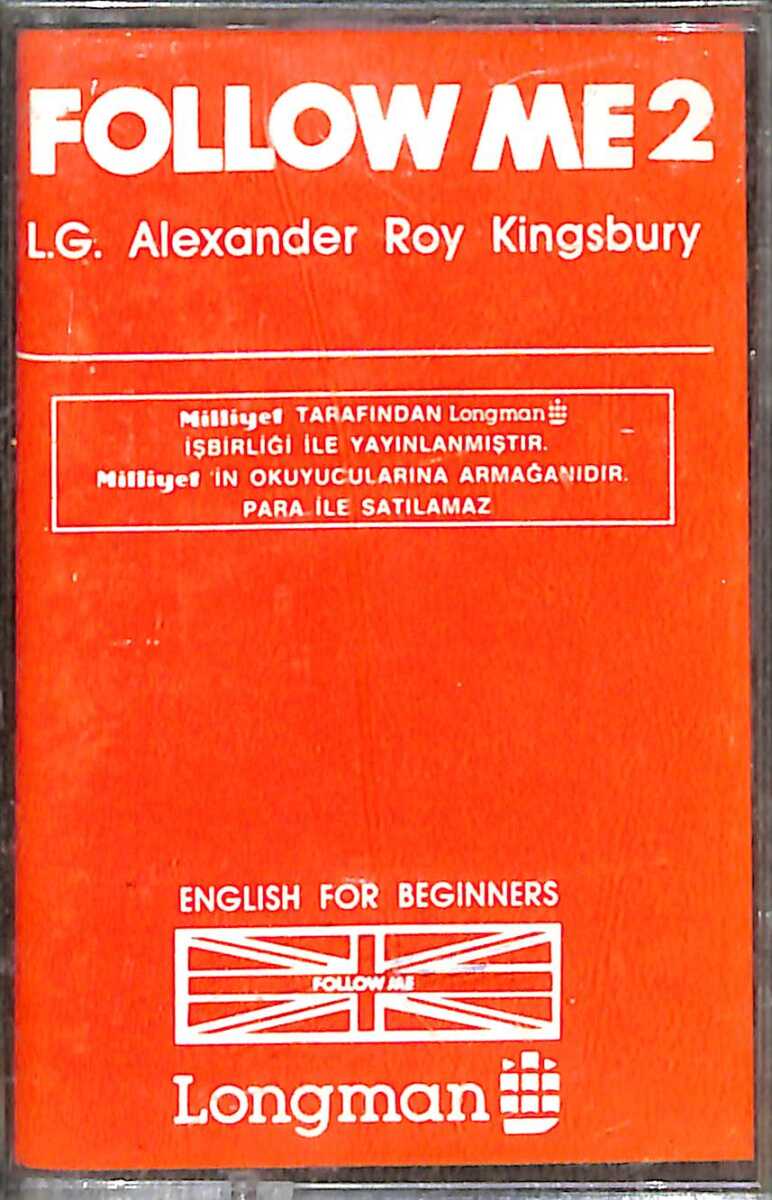 FOLLOW ME 2
L.G. Alexander Roy Kingsbury
Milliyet TARAFINDAN Longman
İŞBİRLİĞİ İLE YAYINLANMIŞTIR.
Milliyet 'İN OKUYUCULARINA ARMAĞANIDIR.
PARA İLE SATILAMAZ
ENGLISH FOR BEGINNERS
FOLLOW ME
Longman